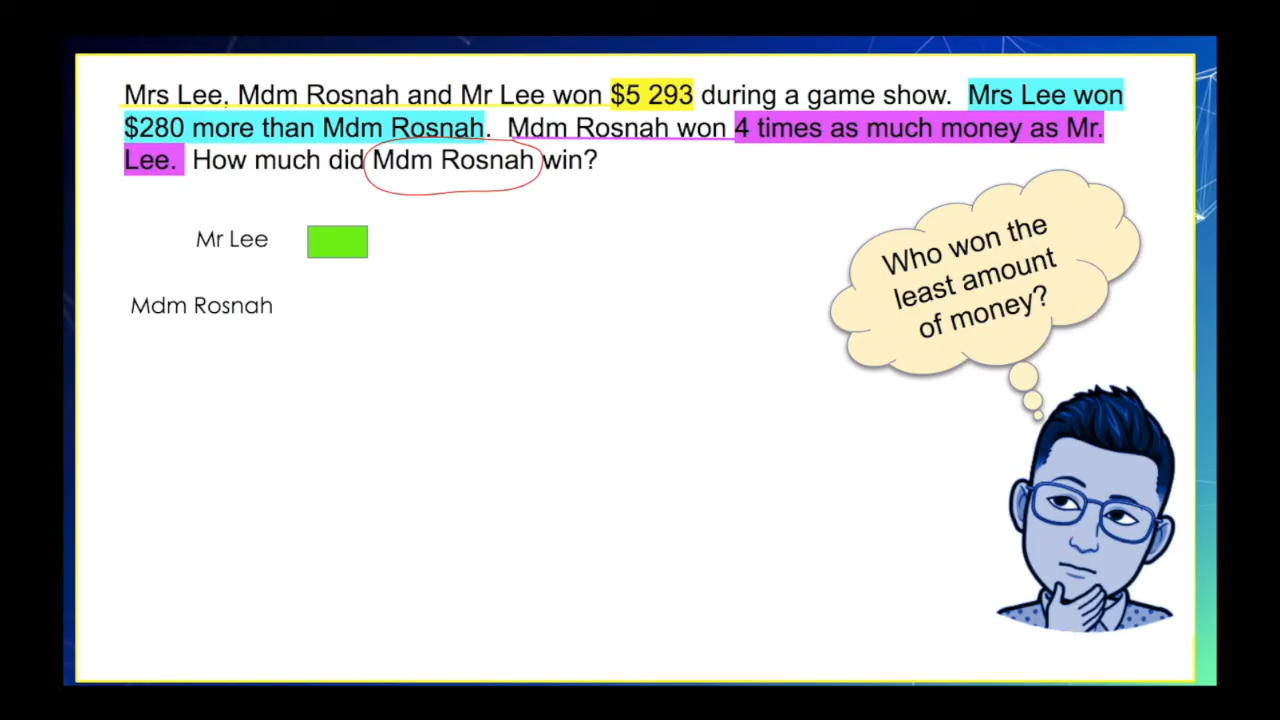 Mrs Lee, Mdm Rosnah and Mr Lee won $5 293 during a game show. Mrs Lee won
$280 more than Mdm Rosnah. Mdm Rosnah won 4 times as much money as Mr.
Lee. How much did Mdm Rosnah win?
Mr Lee
Mdm Rosnah
Who won the
least amount
of money?